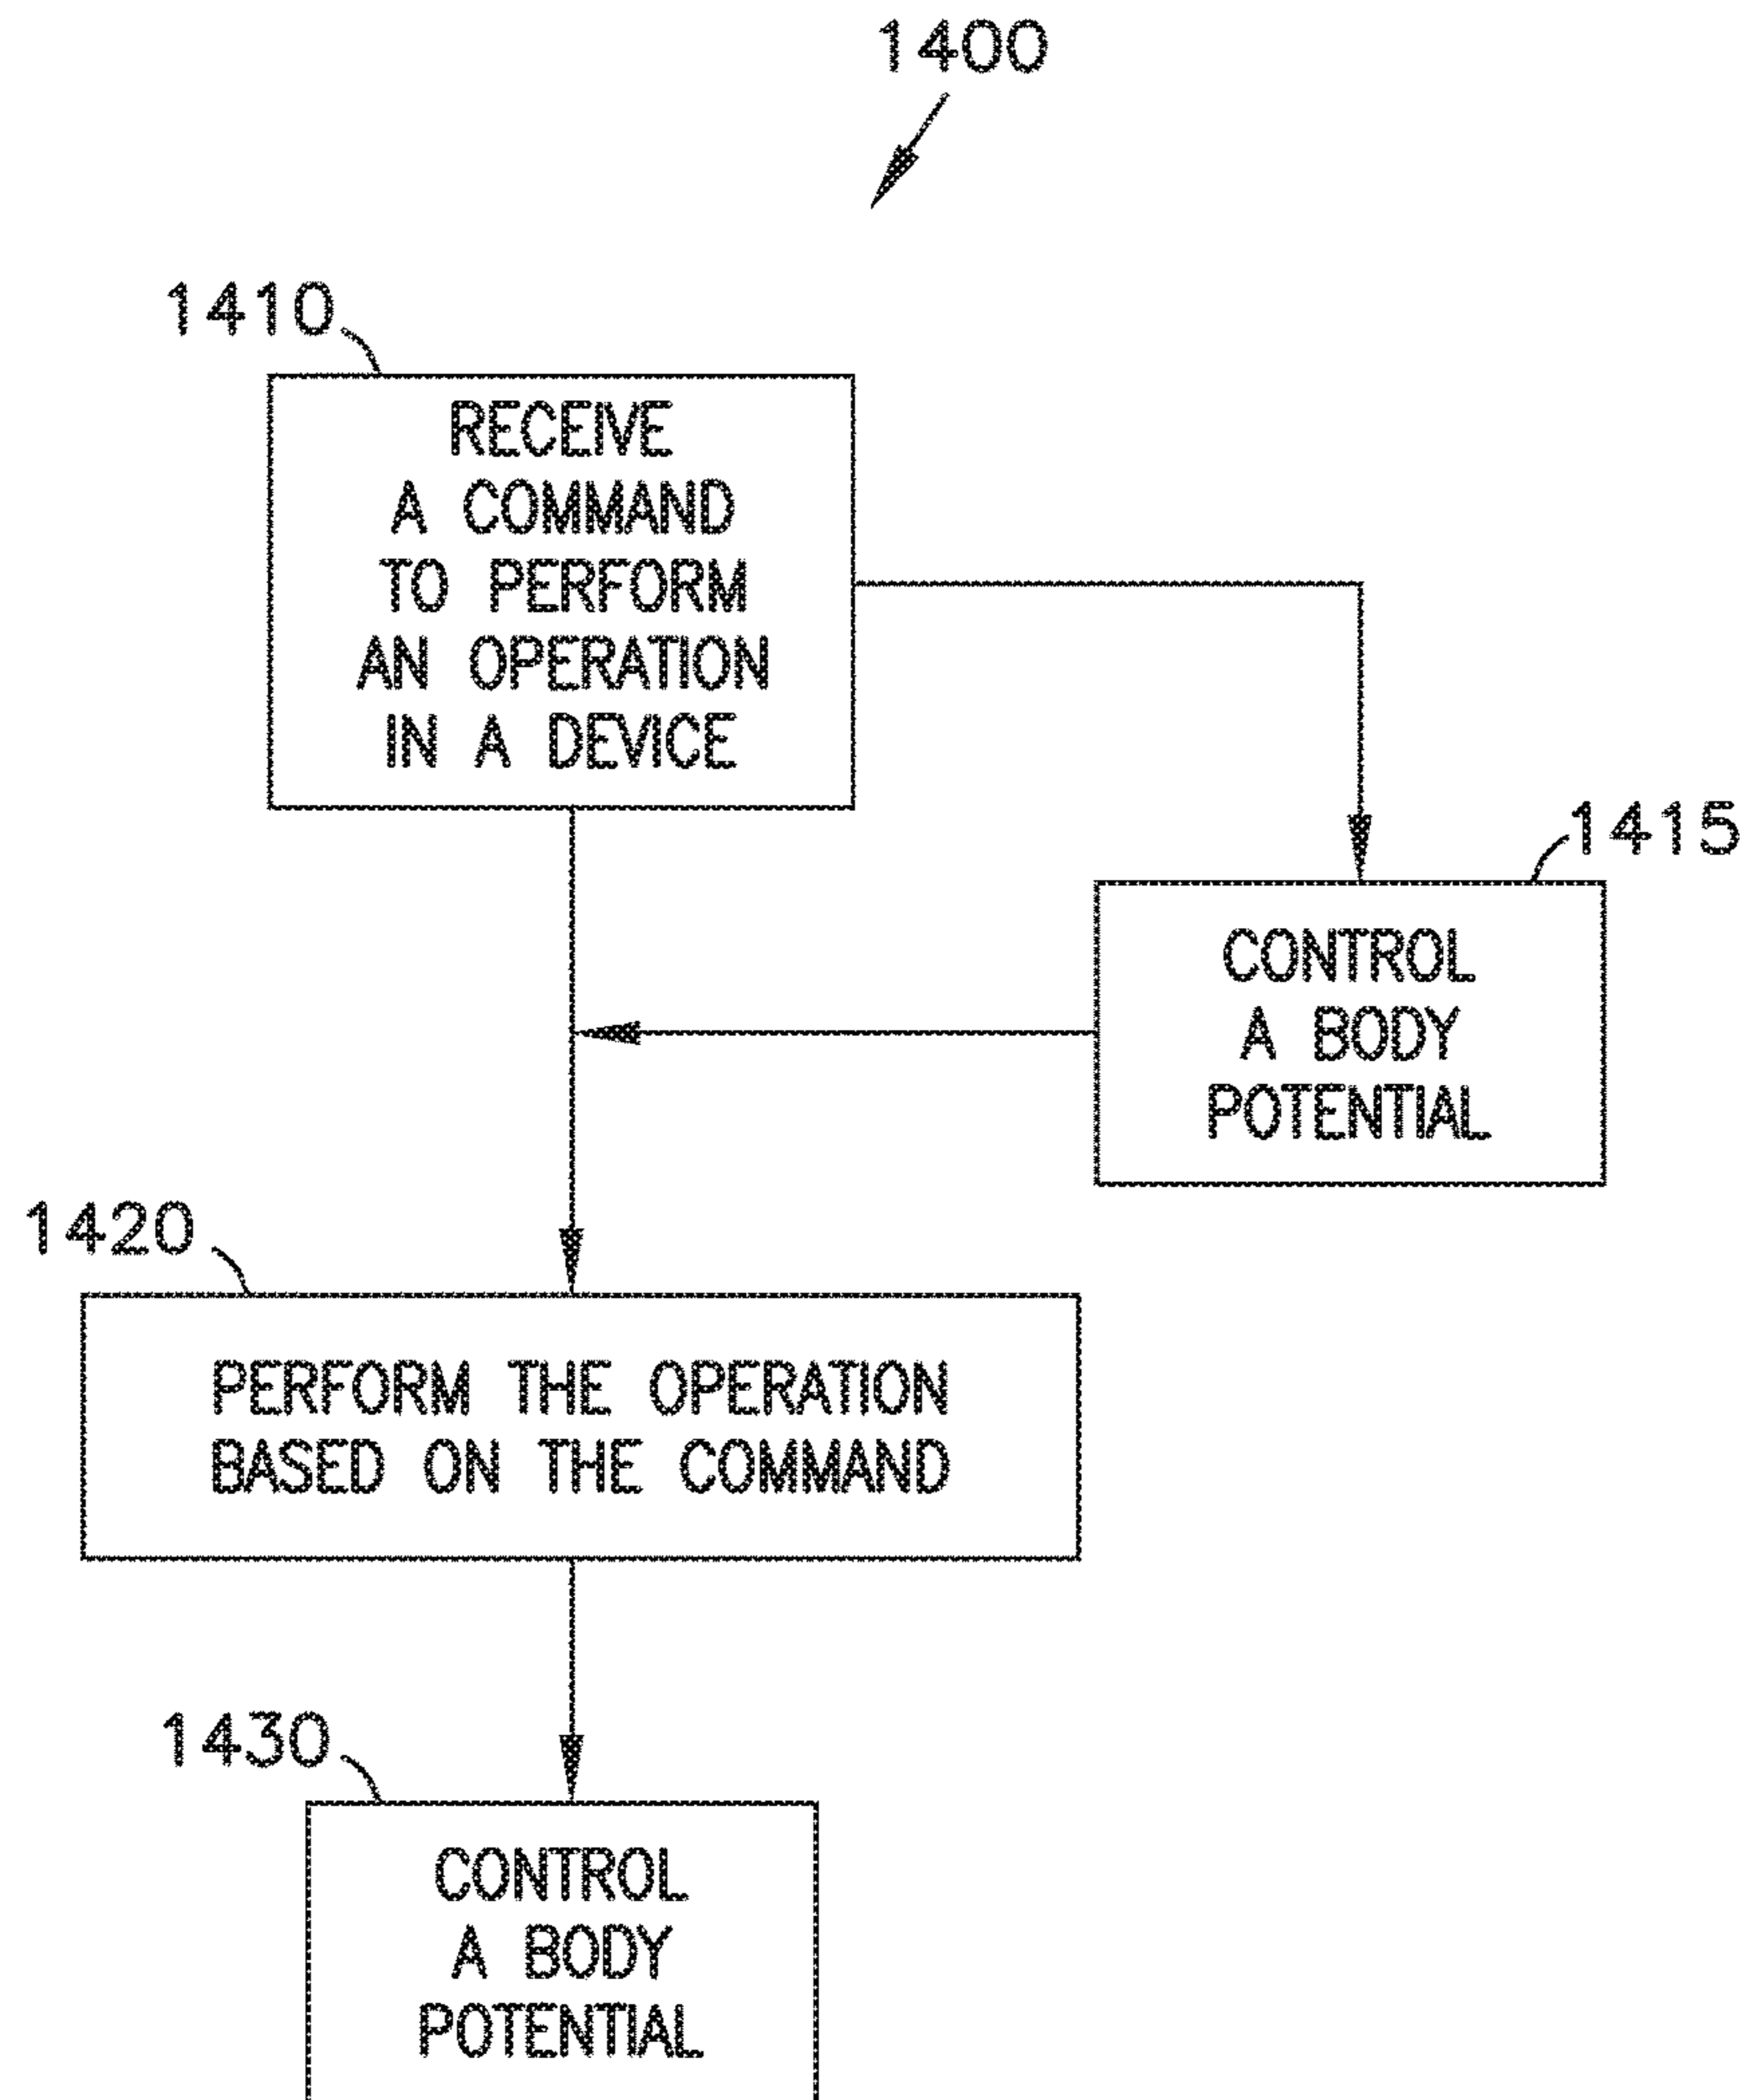 1400
1410
RECEIVE
A COMMAND
TO PERFORM
AN OPERATION
IN A DEVICE
1415
CONTROL
A BODY
POTENTIAL
1420
PERFORM THE OPERATION
BASED ON THE COMMAND
1430
CONTROL
A BODY
POTENTIAL